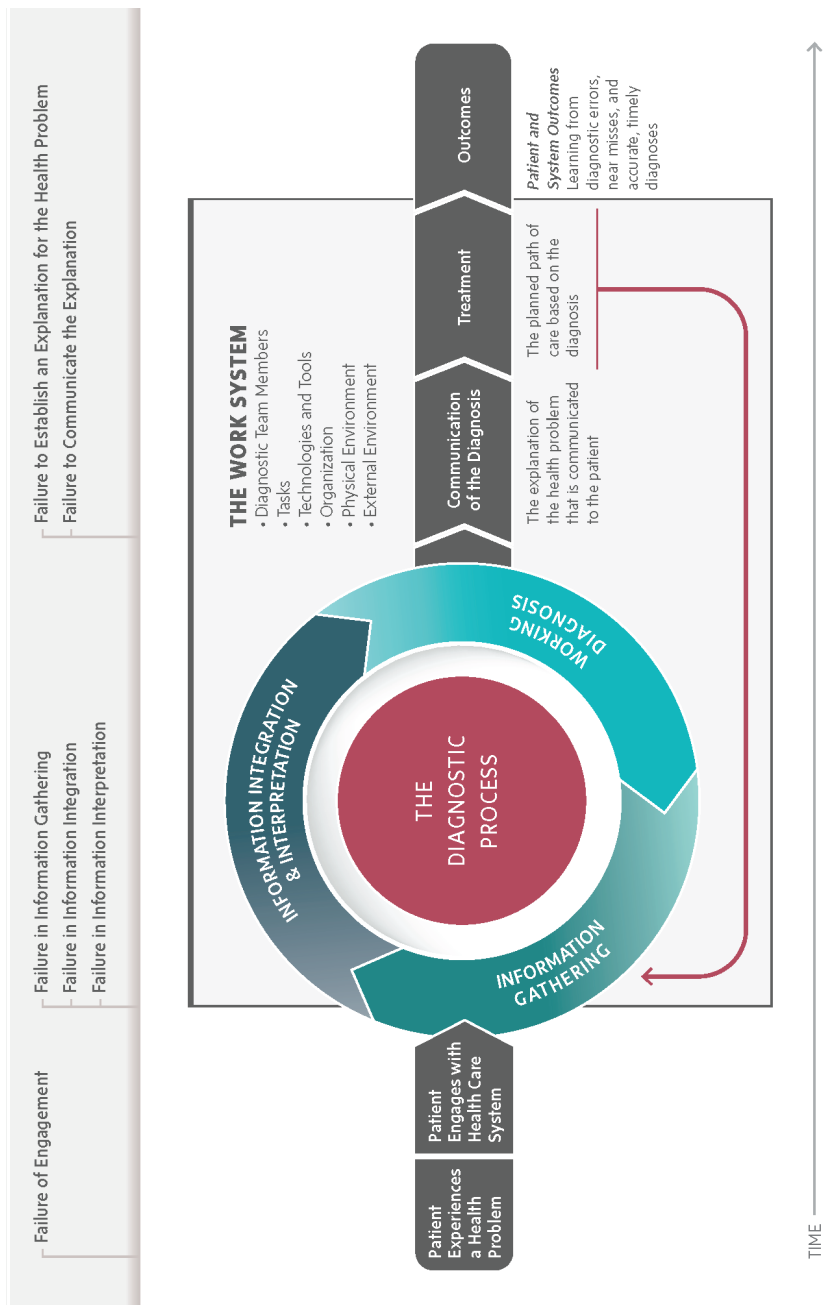 Failure of Engagement
Failure in Information Gathering
Failure in Information Integration
Failure in Information Interpretation
Failure to Establish an Explanation for the Health Problem
Failure to Communicate the Explanation
THE WORK SYSTEM
• Diagnostic Team Members
• Tasks
• Technologies and Tools
• Organization
• Physical Environment
• External Environment
Patient
Experiences
a Health
Problem
Patient
Engages with
Health Care
System
THE
DIAGNOSTIC
PROCESS
INFORMATION INTEGRATION
& INTERPRETATION
WORKING
DIAGNOSIS
INFORMATION
GATHERING
Communication
of the Diagnosis
Treatment
Outcomes
The explanation of
the health problem
that is communicated
to the patient
The planned path of
care based on the
diagnosis
Patient and
System Outcomes
Learning from
diagnostic errors,
near misses, and
accurate, timely
diagnoses
TIME